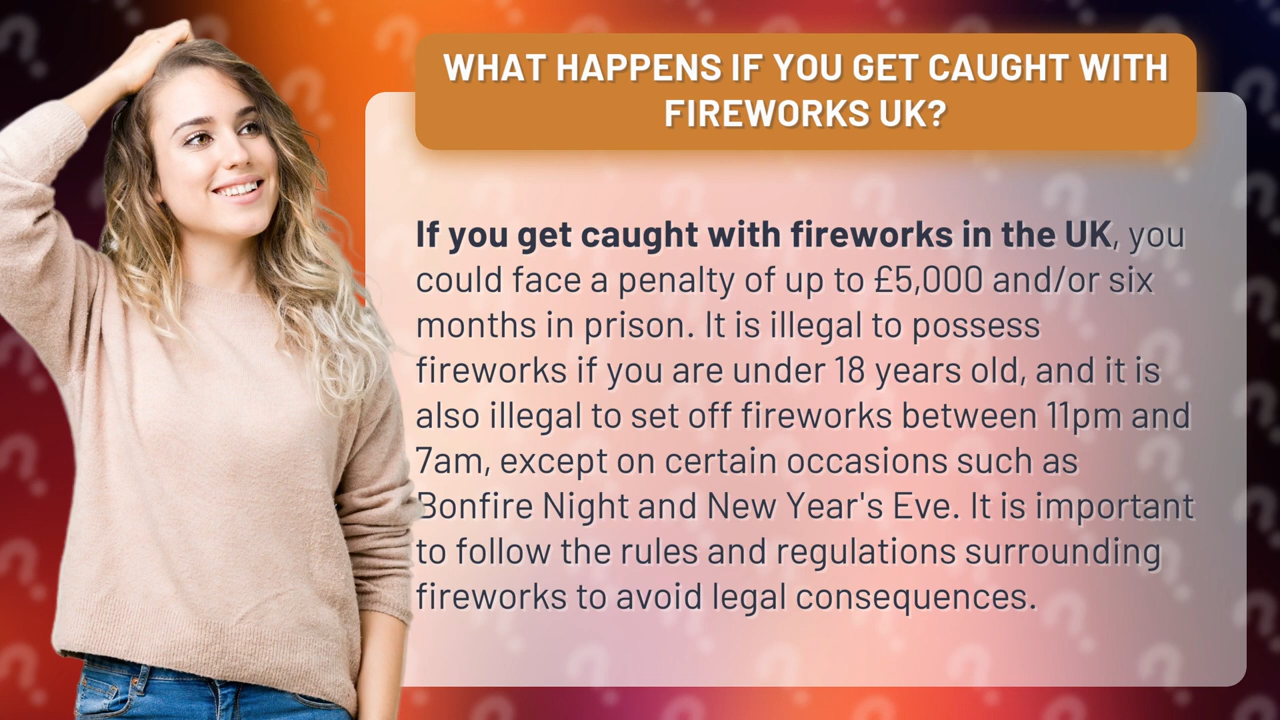 WHAT HAPPENS IF YOU GET CAUGHT WITH
FIREWORKS UK?
If you get caught with fireworks in the UK, you
could face a penalty of up to £5,000 and/or six
months in prison. It is illegal to possess
fireworks if you are under 18 years old, and it is
also illegal to set off fireworks between 11pm and
7am, except on certain occasions such as
Bonfire Night and New Year's Eve. It is important
to follow the rules and regulations surrounding
fireworks to avoid legal consequences.